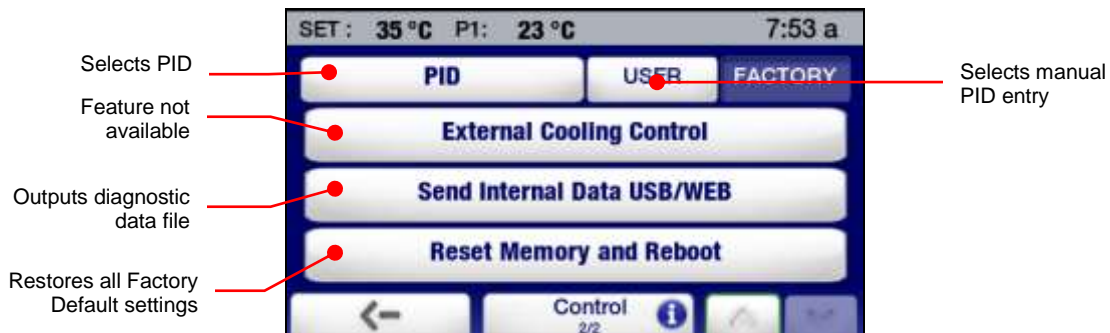 SET: 35 °C P1: 23 °C 7:53 a
Selects PID
PID USER FACTORY
Selects manual
PID entry
Feature not
available
External Cooling Control
Outputs diagnostic
data file
Send Internal Data USB/WEB
Restores all Factory
Default settings
Reset Memory and Reboot
Control
2/2